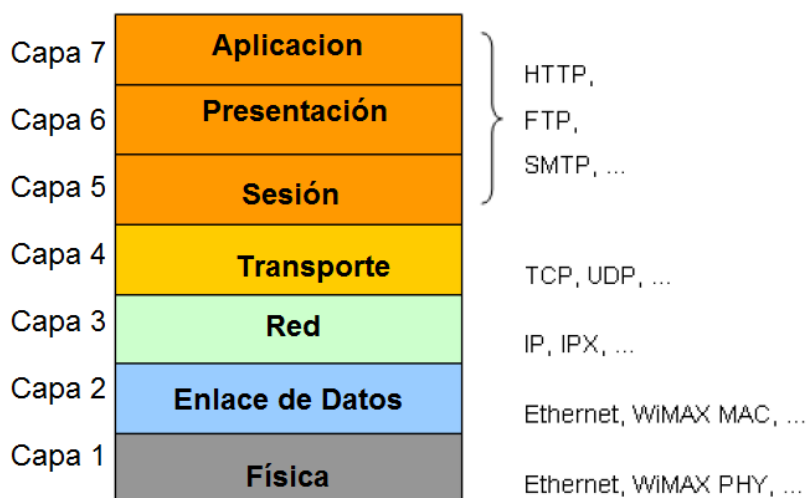 Capa 7 Aplicacion
HTTP,
Capa 6 Presentación
FTP,
SMTP, ...
Capa 5 Sesión
Capa 4 Transporte
TCP, UDP, ...
Capa 3 Red
IP, IPX, ...
Capa 2 Enlace de Datos
Ethernet, WiMAX MAC, ...
Capa 1 Física
Ethernet, WiMAX PHY, ...